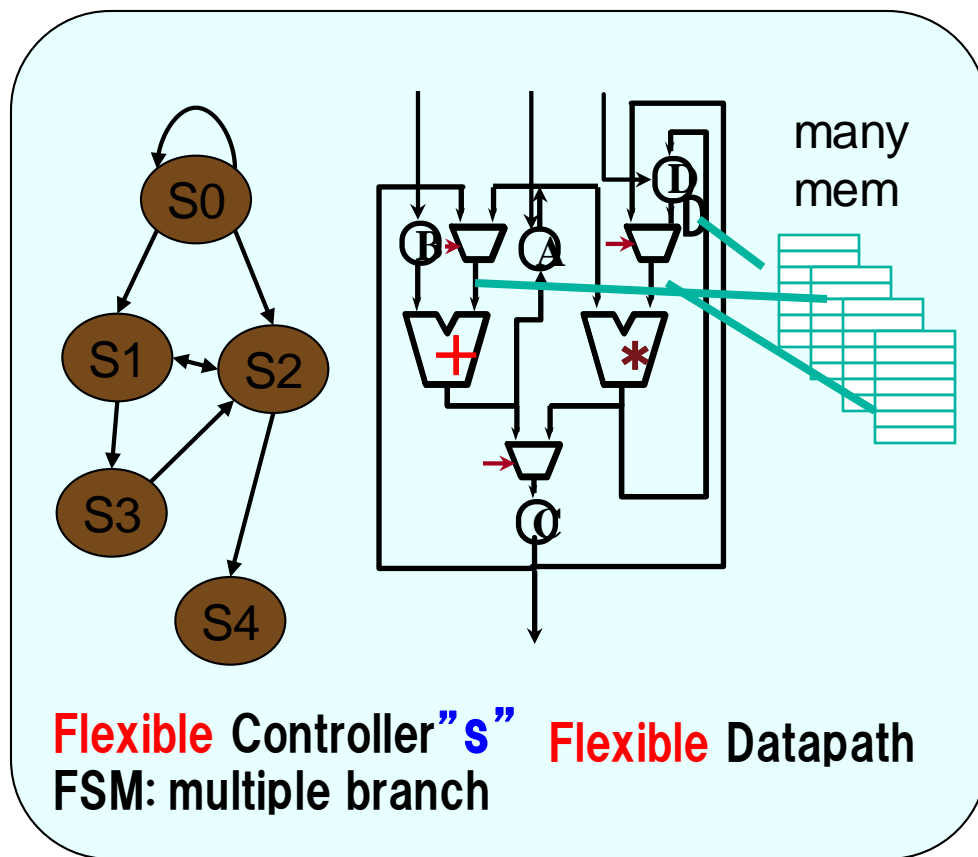 many
mem
S0
S1
S2
S3
S4
B
A
D
D
+
*
C
Flexible Controller"s"
FSM: multiple branch
Flexible Datapath